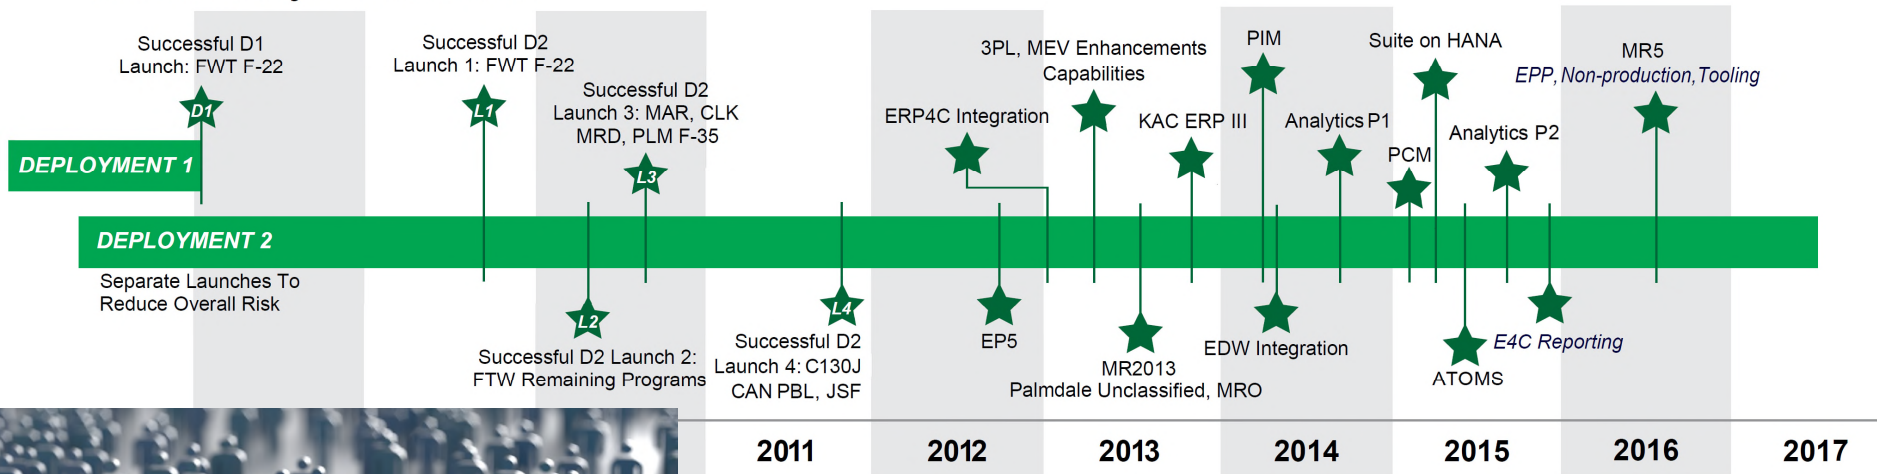 Successful D1
Launch: FWT F-22
D1
DEPLOYMENT 1
Successful D2
Launch 1: FWT F-22
L1
Successful D2
Launch 3: MAR, CLK
MRD, PLM F-35
L3
ERP4C Integration
3PL, MEV Enhancements
Capabilities
KAC ERP III
PIM
Analytics P1
Suite on HANA
PCM
Analytics P2
MR5
EPP, Non-production, Tooling
DEPLOYMENT 2
Separate Launches To
Reduce Overall Risk
L2
Successful D2 Launch 2:
FTW Remaining Programs
L4
Successful D2
Launch 4: C130J
CAN PBL, JSF
EP5
MR2013
Palmdale Unclassified, MRO
EDW Integration
ATOMS
E4C Reporting
2011
2012
2013
2014
2015
2016
2017